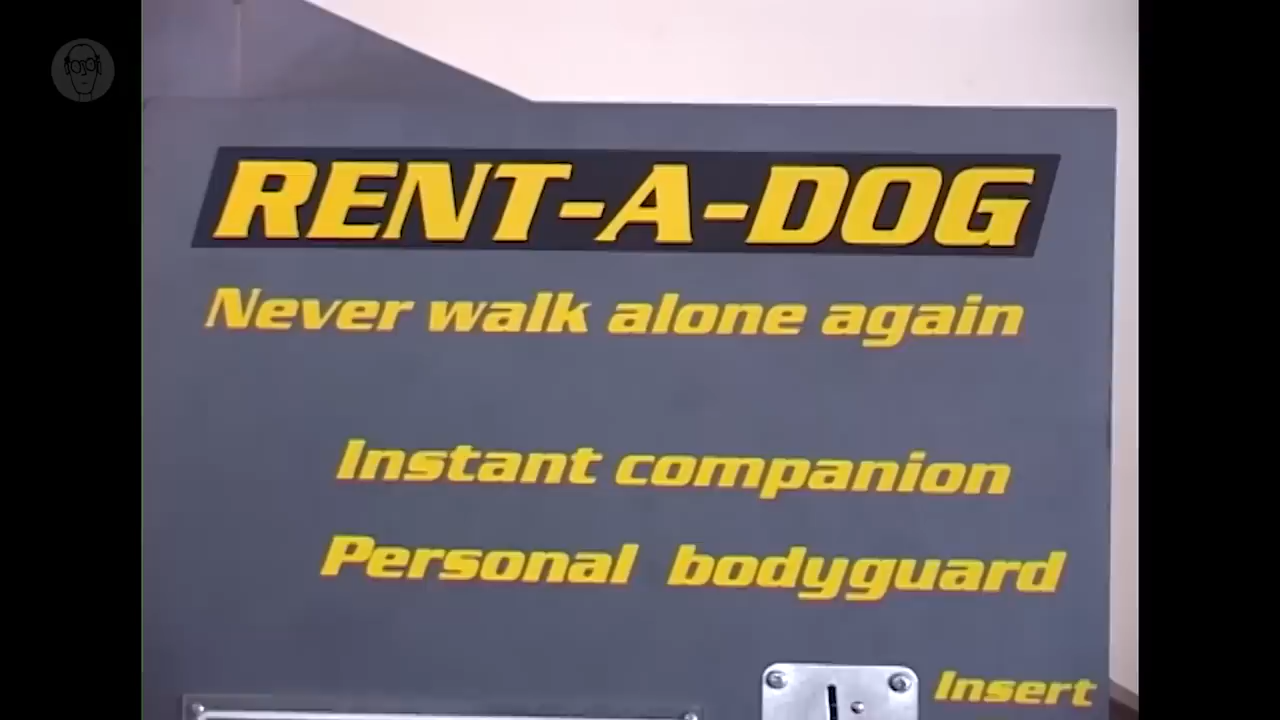 RENT-A-DOG
Never walk alone again
Instant companion
Personal bodyguard
Insert